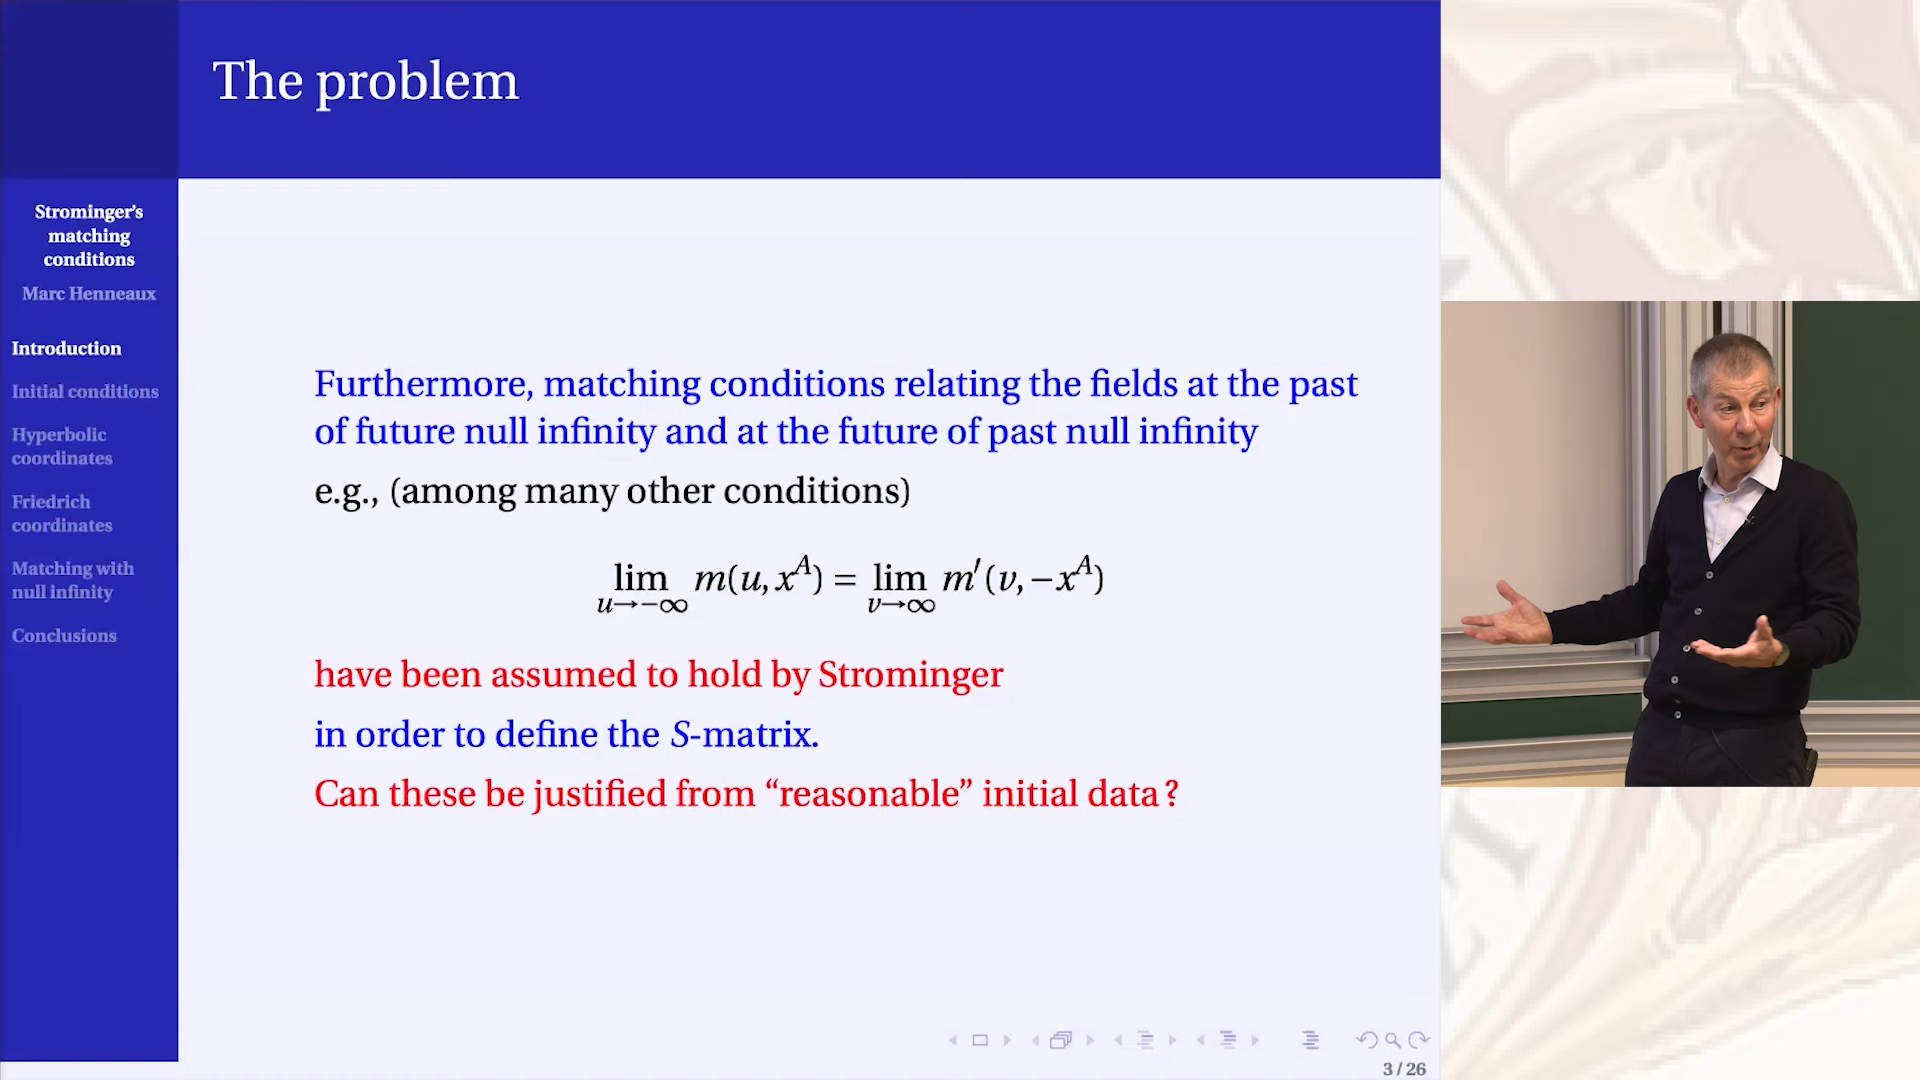 The problem
Strominger's
matching
conditions
Marc Henneaux
Introduction
Initial conditions
Hyperbolic
coordinates
Friedrich
coordinates
Matching with
null infinity
Conclusions
Furthermore, matching conditions relating the fields at the past
of future null infinity and at the future of past null infinity
e.g., (among many other conditions)
lim_{u→−∞} m(u, x^A) = lim_{v→∞} m′(v, −x^A)
have been assumed to hold by Strominger
in order to define the S-matrix.
Can these be justified from “reasonable” initial data ?
3 / 26